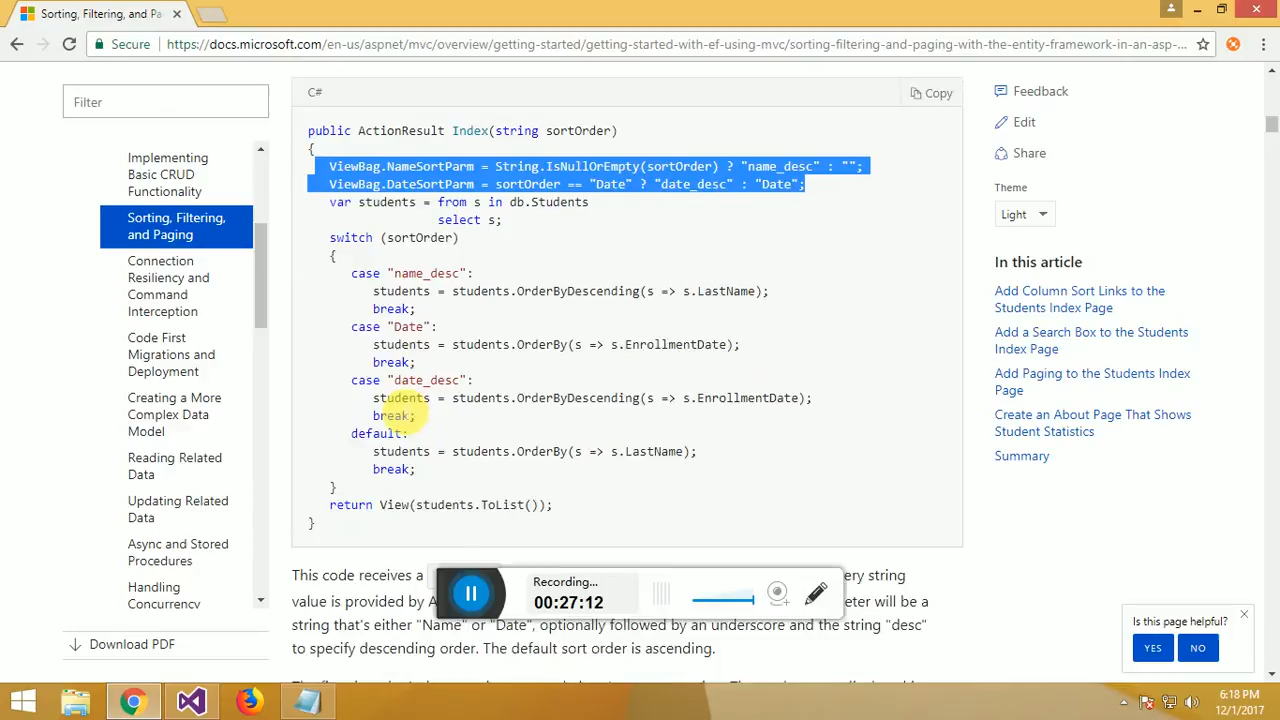 Sorting, Filtering, and Pa
Secure
https://docs.microsoft.com/en-us/aspnet/mvc/overview/getting-started/getting-started-with-ef-using-mvc/sorting-filtering-and-paging-with-the-entity-framework-in-an-asp-...
Filter
Implementing
Basic CRUD
Functionality
Sorting, Filtering,
and Paging
Connection
Resiliency and
Command
Interception
Code First
Migrations and
Deployment
Creating a More
Complex Data
Model
Reading Related
Data
Updating Related
Data
Async and Stored
Procedures
Handling
Concurrency
Download PDF
C#
Copy
public ActionResult Index(string sortOrder)
{
ViewBag.NameSortParm = String.IsNullOrEmpty(sortOrder) ? "name_desc" : "";
ViewBag.DateSortParm = sortOrder == "Date" ? "date_desc" : "Date";
var students = from s in db.Students
select s;
switch (sortOrder)
{
case "name_desc":
students = students.OrderByDescending(s => s.LastName);
break;
case "Date":
students = students.OrderBy(s => s.EnrollmentDate);
break;
case "date_desc":
students = students.OrderByDescending(s => s.EnrollmentDate);
break;
default:
students = students.OrderBy(s => s.LastName);
break;
}
return View(students.ToList());
}
This code receives a
ery string
value is provided by A
eter will be a
string that's either "Name" or "Date", optionally followed by an underscore and the string "desc"
to specify descending order. The default sort order is ascending.
Recording...
00:27:12
Feedback
Edit
Share
Theme
Light
In this article
Add Column Sort Links to the
Students Index Page
Add a Search Box to the Students
Index Page
Add Paging to the Students Index
Page
Create an About Page That Shows
Student Statistics
Summary
Is this page helpful?
YES
NO
6:18 PM
12/1/2017